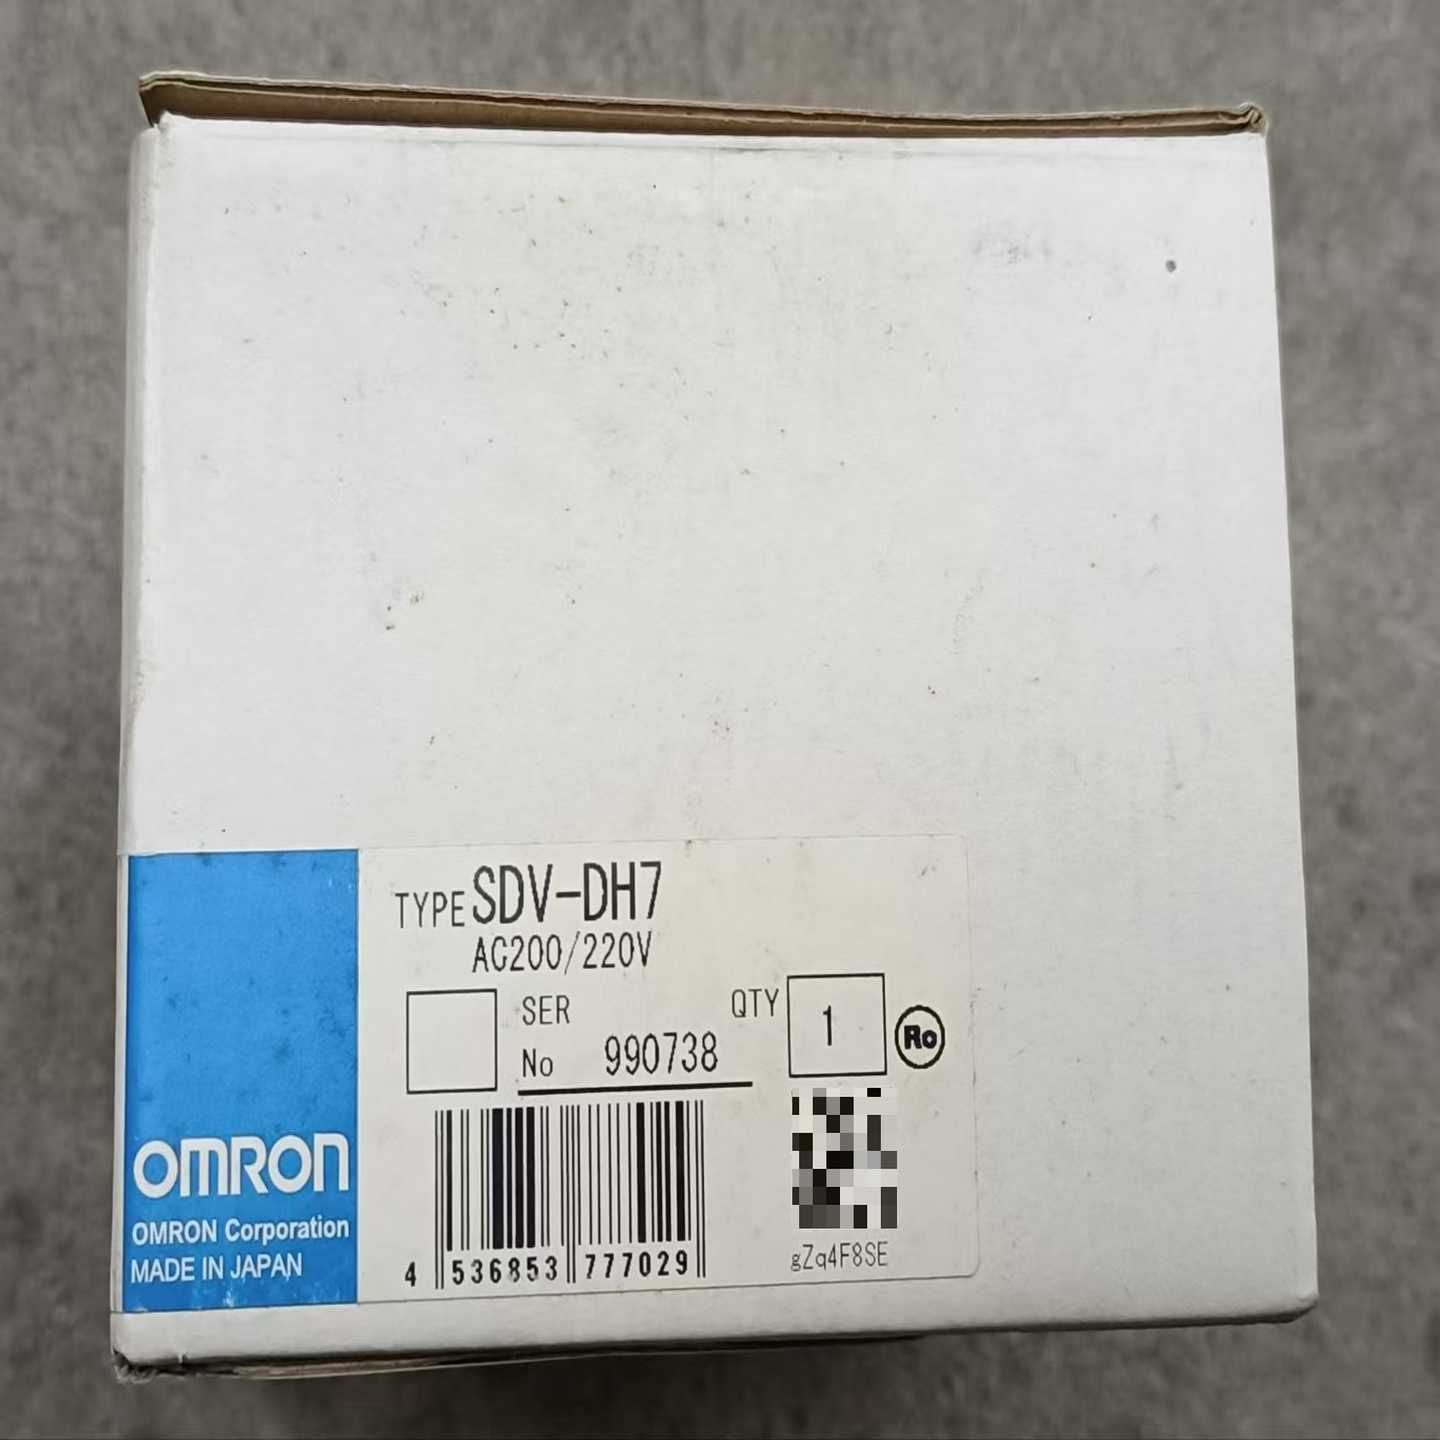 TYPE SDV-DH7
AC200/220V
SER
No 990738
QTY 1
Ro
OMRON
OMRON Corporation
MADE IN JAPAN
4 536853 777029
gZq4F8SE